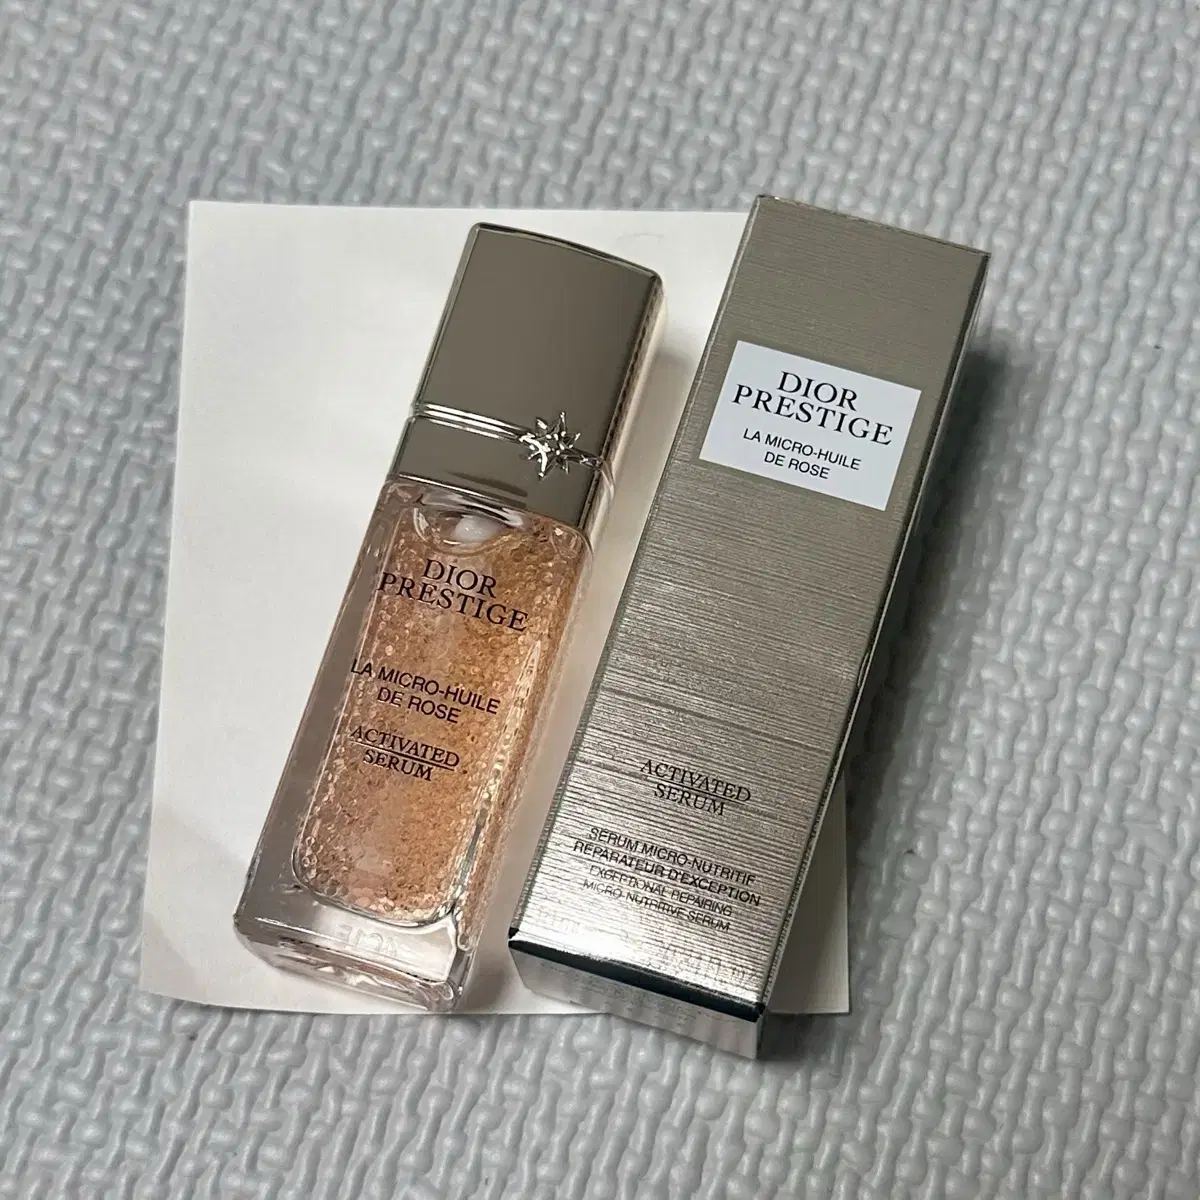 DIOR
PRESTIGE
LA MICRO-HUILE
DE ROSE
ACTIVATED
SERUM
DIOR
PRESTIGE
LA MICRO-HUILE
DE ROSE
ACTIVATED
SERUM
SÉRUM MICRO-NUTRITIF
RÉPARATEUR D'EXCEPTION
EXCEPTIONAL REPAIRING
MICRO-NUTRITIVE SERUM